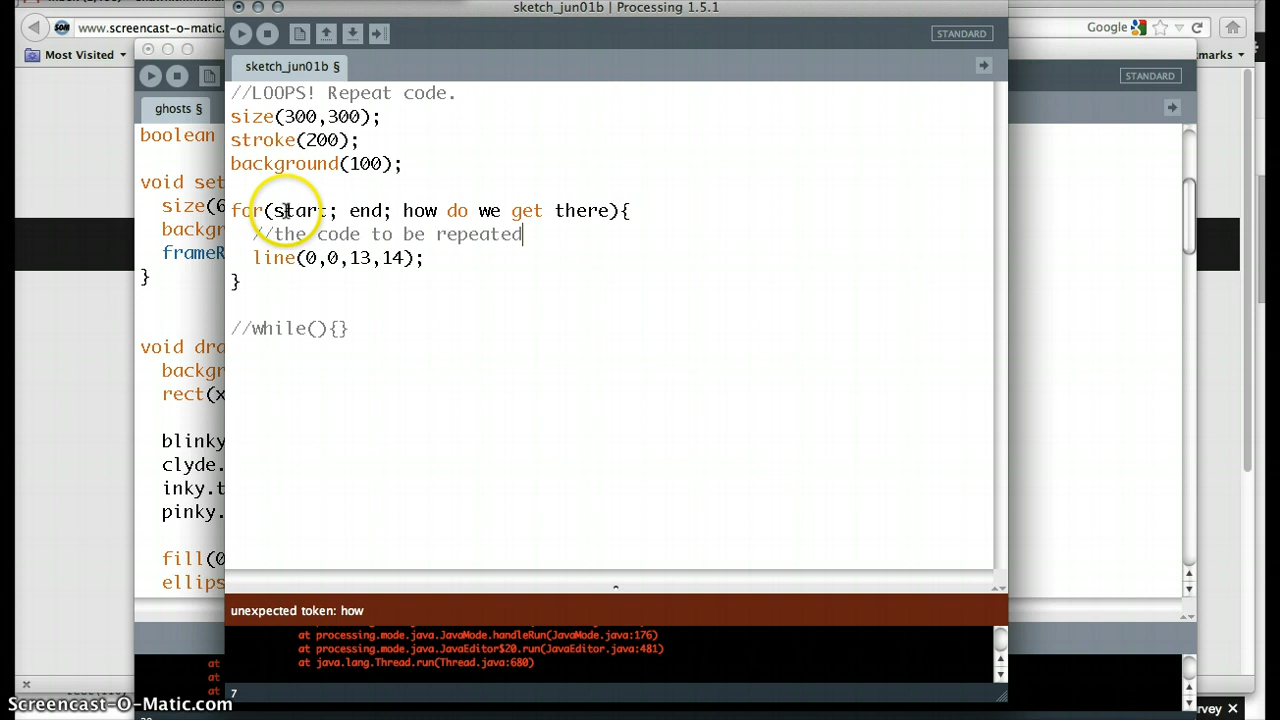 sketch_jun01b | Processing 1.5.1
www.screencast-o-matic.
Google
Most Visited
STANDARD
STANDARD
sketch_jun01b §
ghosts §
//LOOPS! Repeat code.
size(300,300);
stroke(200);
background(100);
for(start; end; how do we get there){
//the code to be repeated
line(0,0,13,14);
}
//while(){}
boolean
void set
size(6
backgr
frameR
}
void dra
backgr
rect(x
blinky
clyde.
inky.t
pinky.
fill(0
ellips
unexpected token: how
at processing.mode.java.JavaMode.handleRun(JavaMode.java:176)
at processing.mode.java.JavaEditor$20.run(JavaEditor.java:481)
at java.lang.Thread.run(Thread.java:680)
at
at
at
7
Screencast-O-Matic.com